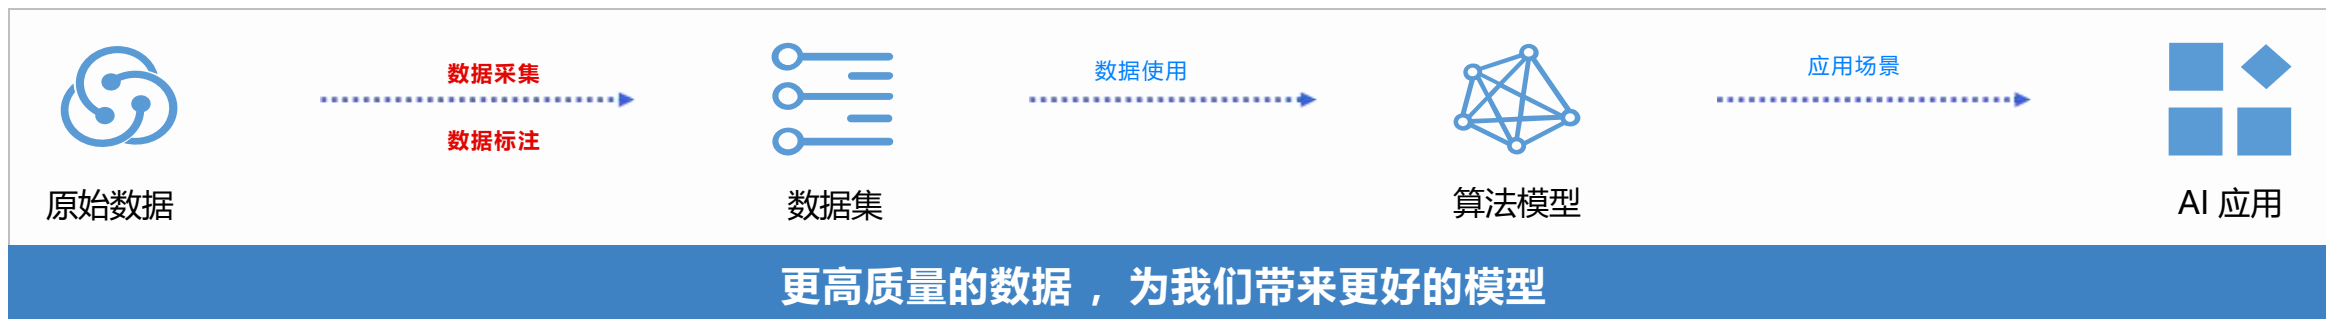 数据采集
数据使用
应用场景
数据标注
原始数据
数据集
算法模型
AI 应用
更高质量的数据，为我们带来更好的模型